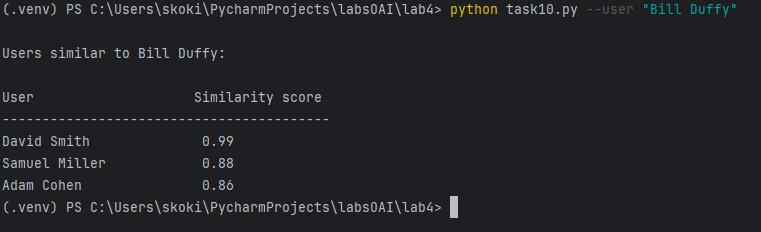 (.venv) PS C:\Users\skoki\PycharmProjects\labsOAI\lab4> python task10.py --user "Bill Duffy"
Users similar to Bill Duffy:
User                    Similarity score
-----------------------------------------
David Smith              0.99
Samuel Miller            0.88
Adam Cohen               0.86
(.venv) PS C:\Users\skoki\PycharmProjects\labsOAI\lab4>